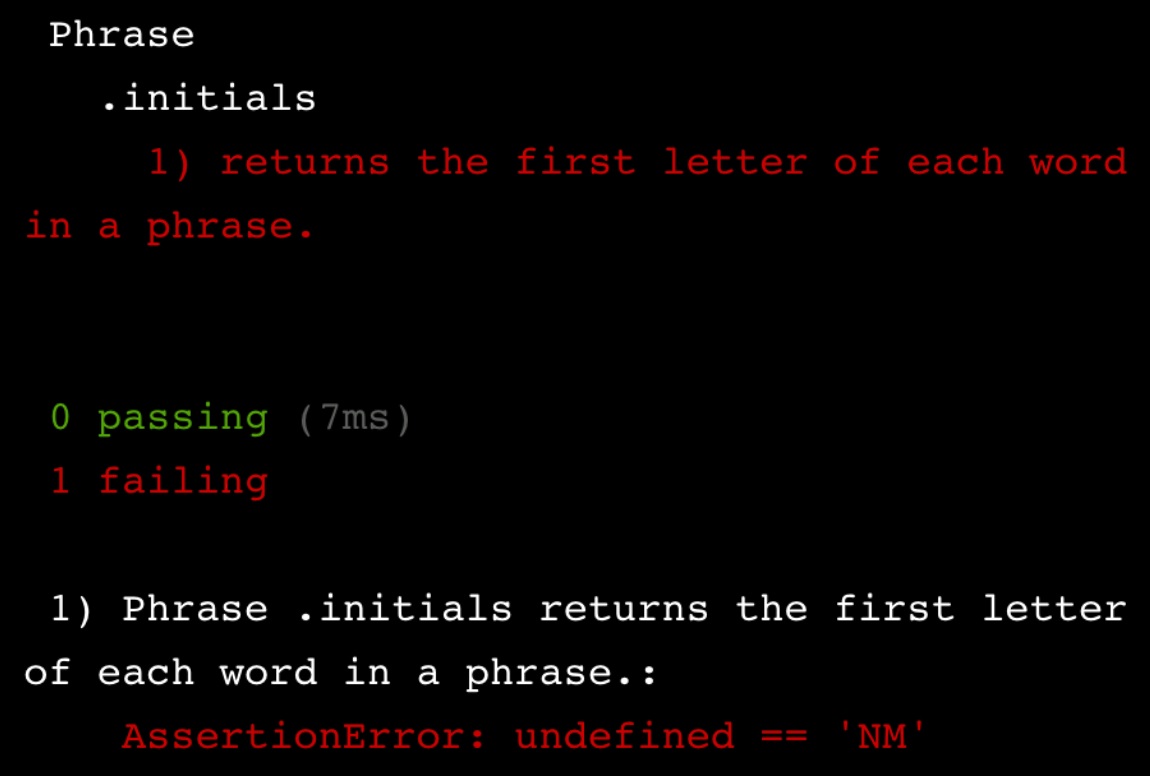 Phrase
.initials
1) returns the first letter of each word
in a phrase.
0 passing (7ms)
1 failing
1) Phrase .initials returns the first letter
of each word in a phrase.:
AssertionError: undefined == 'NM'